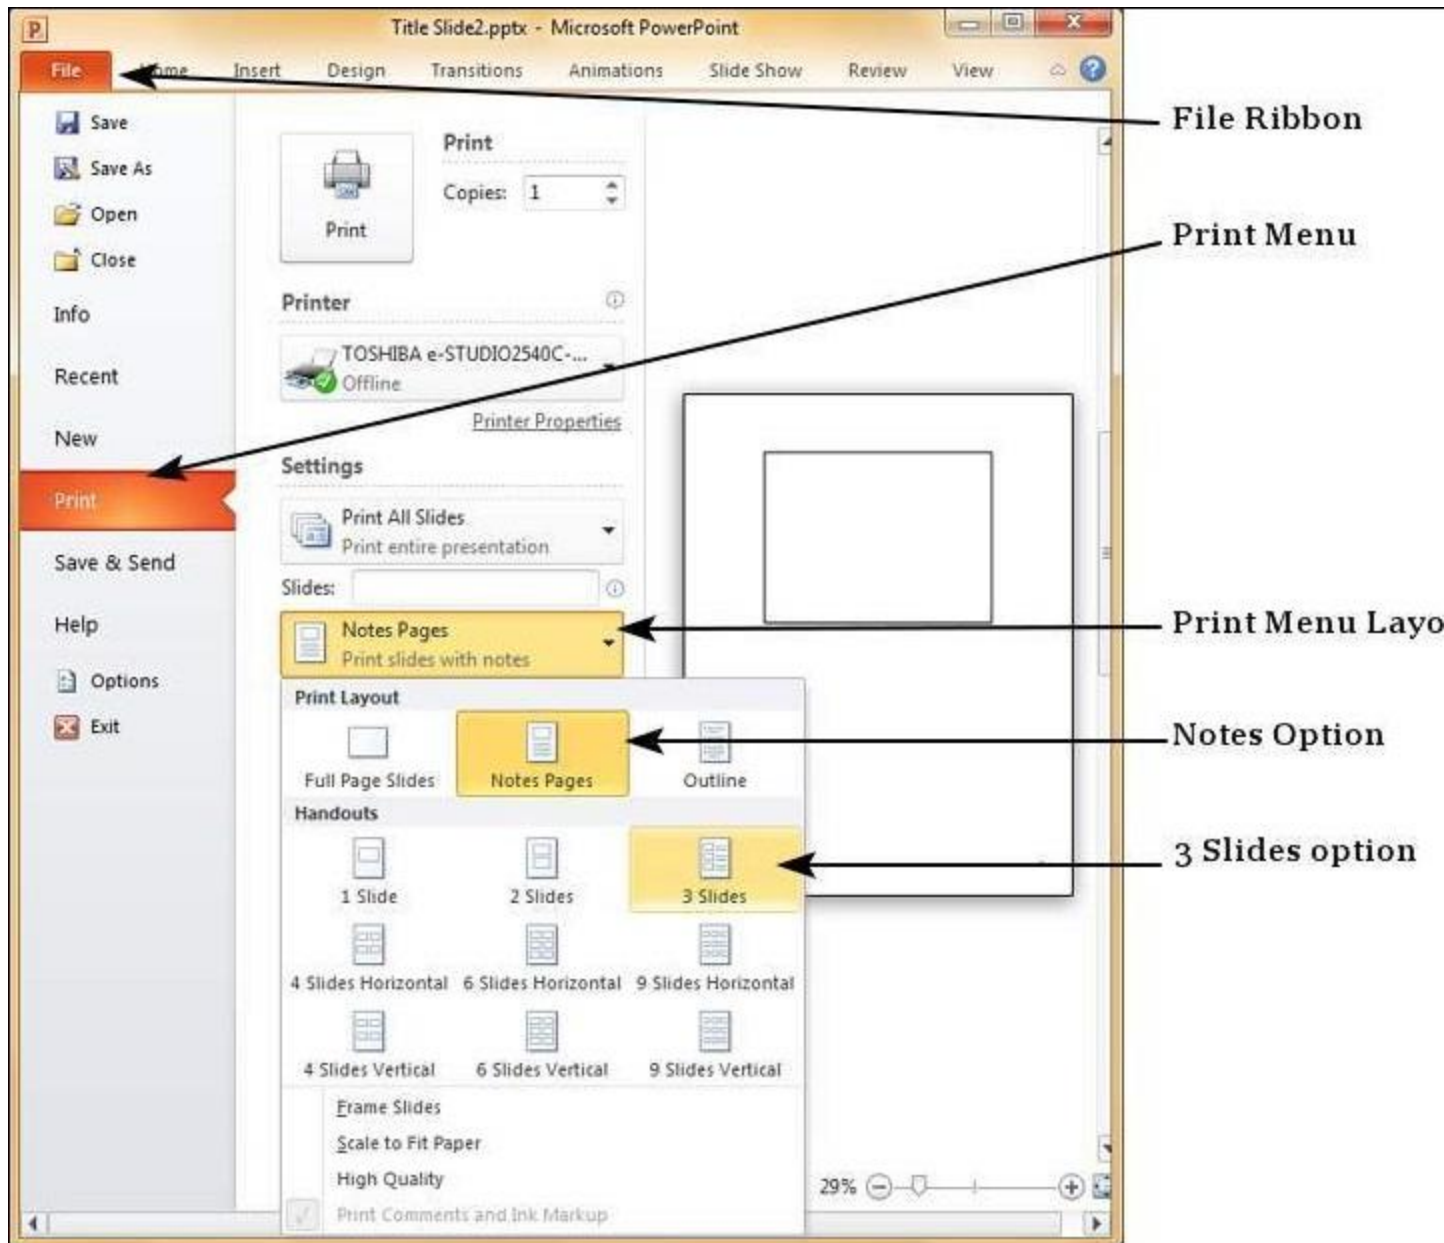 Title Slide2.pptx - Microsoft PowerPoint
File Home Insert Design Transitions Animations Slide Show Review View
File Ribbon
Save
Save As
Open
Close
Info
Recent
New
Print
Save & Send
Help
Options
Exit
Print
Copies: 1
Print
Print Menu
Printer
TOSHIBA e-STUDIO2540C-...
Offline
Printer Properties
Settings
Print All Slides
Print entire presentation
Slides:
Notes Pages
Print slides with notes
Print Menu Layo
Print Layout
Full Page Slides Notes Pages Outline
Notes Option
Handouts
1 Slide 2 Slides 3 Slides
3 Slides option
4 Slides Horizontal 6 Slides Horizontal 9 Slides Horizontal
4 Slides Vertical 6 Slides Vertical 9 Slides Vertical
Frame Slides
Scale to Fit Paper
High Quality
Print Comments and Ink Markup
29%